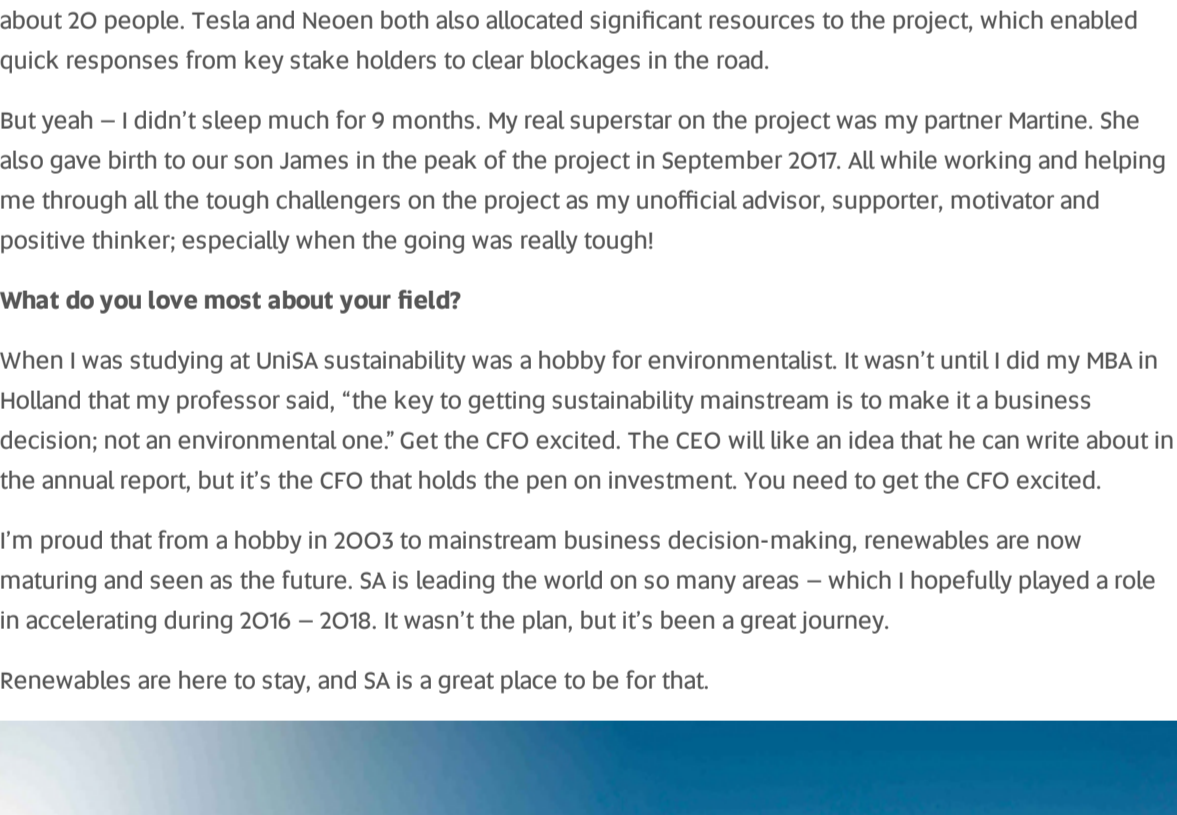 about 20 people. Tesla and Neoen both also allocated significant resources to the project, which enabled
quick responses from key stake holders to clear blockages in the road.
But yeah – I didn’t sleep much for 9 months. My real superstar on the project was my partner Martine. She
also gave birth to our son James in the peak of the project in September 2017. All while working and helping
me through all the tough challengers on the project as my unofficial advisor, supporter, motivator and
positive thinker; especially when the going was really tough!
What do you love most about your field?
When I was studying at UniSA sustainability was a hobby for environmentalist. It wasn’t until I did my MBA in
Holland that my professor said, “the key to getting sustainability mainstream is to make it a business
decision; not an environmental one.” Get the CFO excited. The CEO will like an idea that he can write about in
the annual report, but it’s the CFO that holds the pen on investment. You need to get the CFO excited.
I’m proud that from a hobby in 2003 to mainstream business decision-making, renewables are now
maturing and seen as the future. SA is leading the world on so many areas – which I hopefully played a role
in accelerating during 2016 – 2018. It wasn’t the plan, but it’s been a great journey.
Renewables are here to stay, and SA is a great place to be for that.